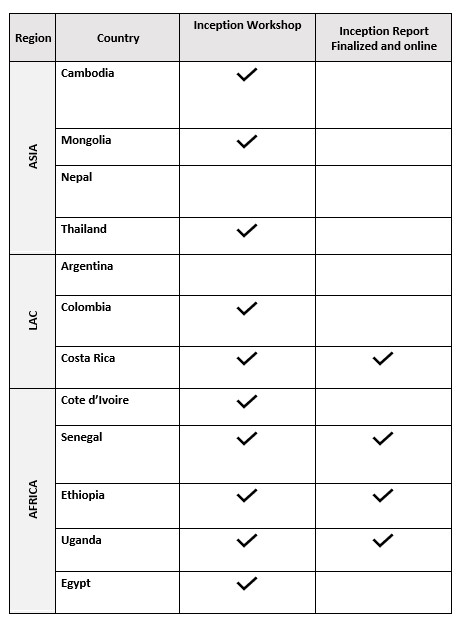 Region Country Inception Workshop Inception Report
Finalized and online
ASIA
Cambodia ✓
Mongolia ✓
Nepal
Thailand ✓
LAC
Argentina
Colombia ✓
Costa Rica ✓ ✓
AFRICA
Cote d’Ivoire ✓
Senegal ✓ ✓
Ethiopia ✓ ✓
Uganda ✓ ✓
Egypt ✓